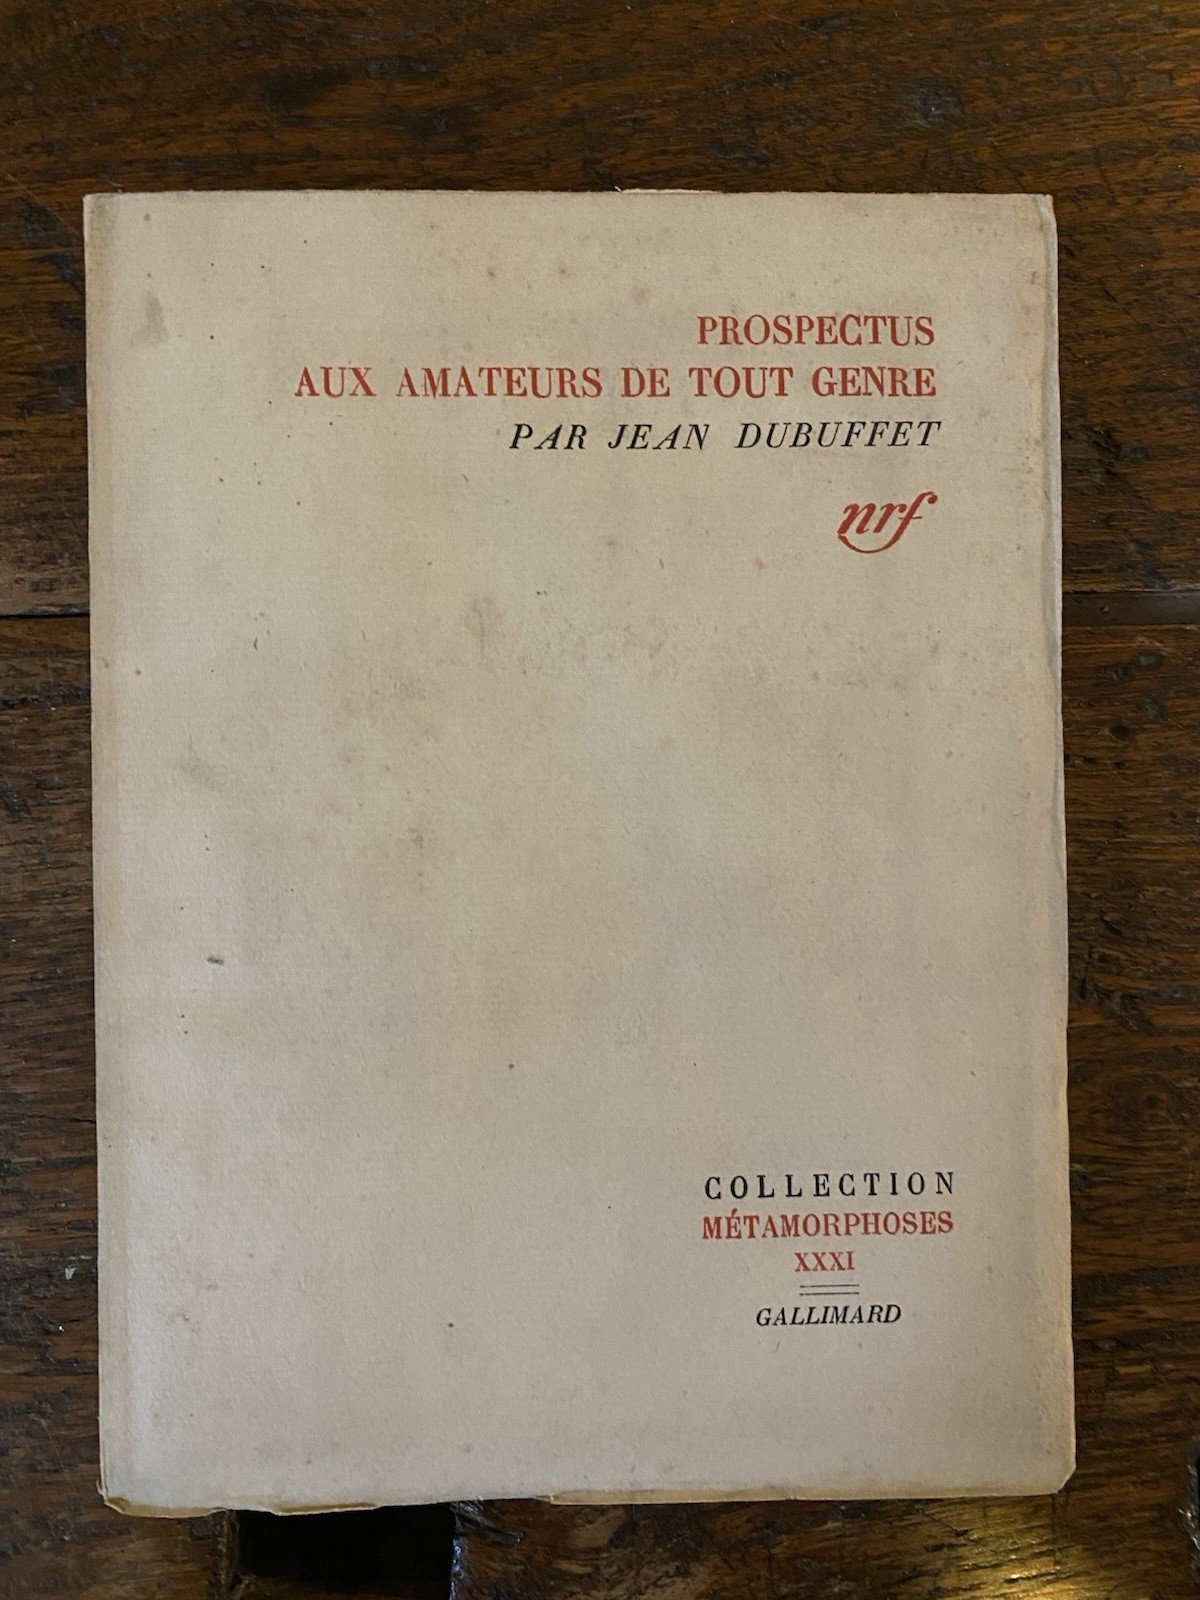 PROSPECTUS
AUX AMATEURS DE TOUT GENRE
PAR JEAN DUBUFFET
nrf
COLLECTION
MÉTAMORPHOSES
XXXI
GALLIMARD